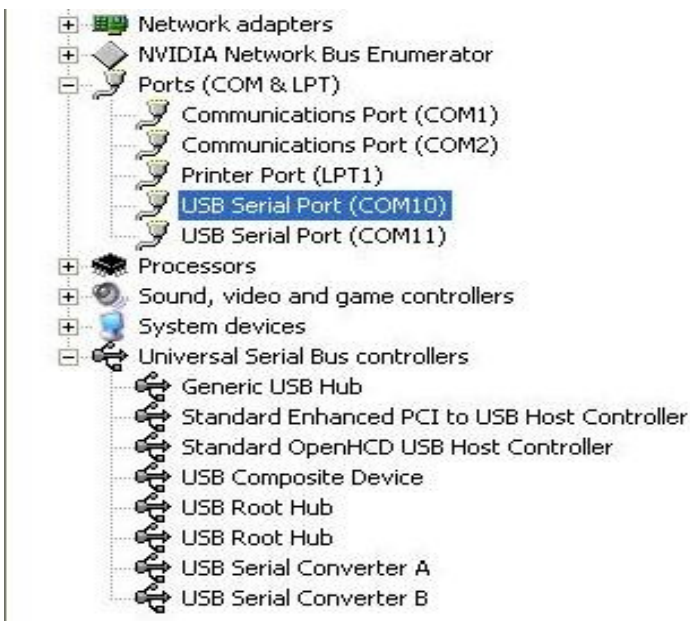 Network adapters
NVIDIA Network Bus Enumerator
Ports (COM & LPT)
Communications Port (COM1)
Communications Port (COM2)
Printer Port (LPT1)
USB Serial Port (COM10)
USB Serial Port (COM11)
Processors
Sound, video and game controllers
System devices
Universal Serial Bus controllers
Generic USB Hub
Standard Enhanced PCI to USB Host Controller
Standard OpenHCD USB Host Controller
USB Composite Device
USB Root Hub
USB Root Hub
USB Serial Converter A
USB Serial Converter B